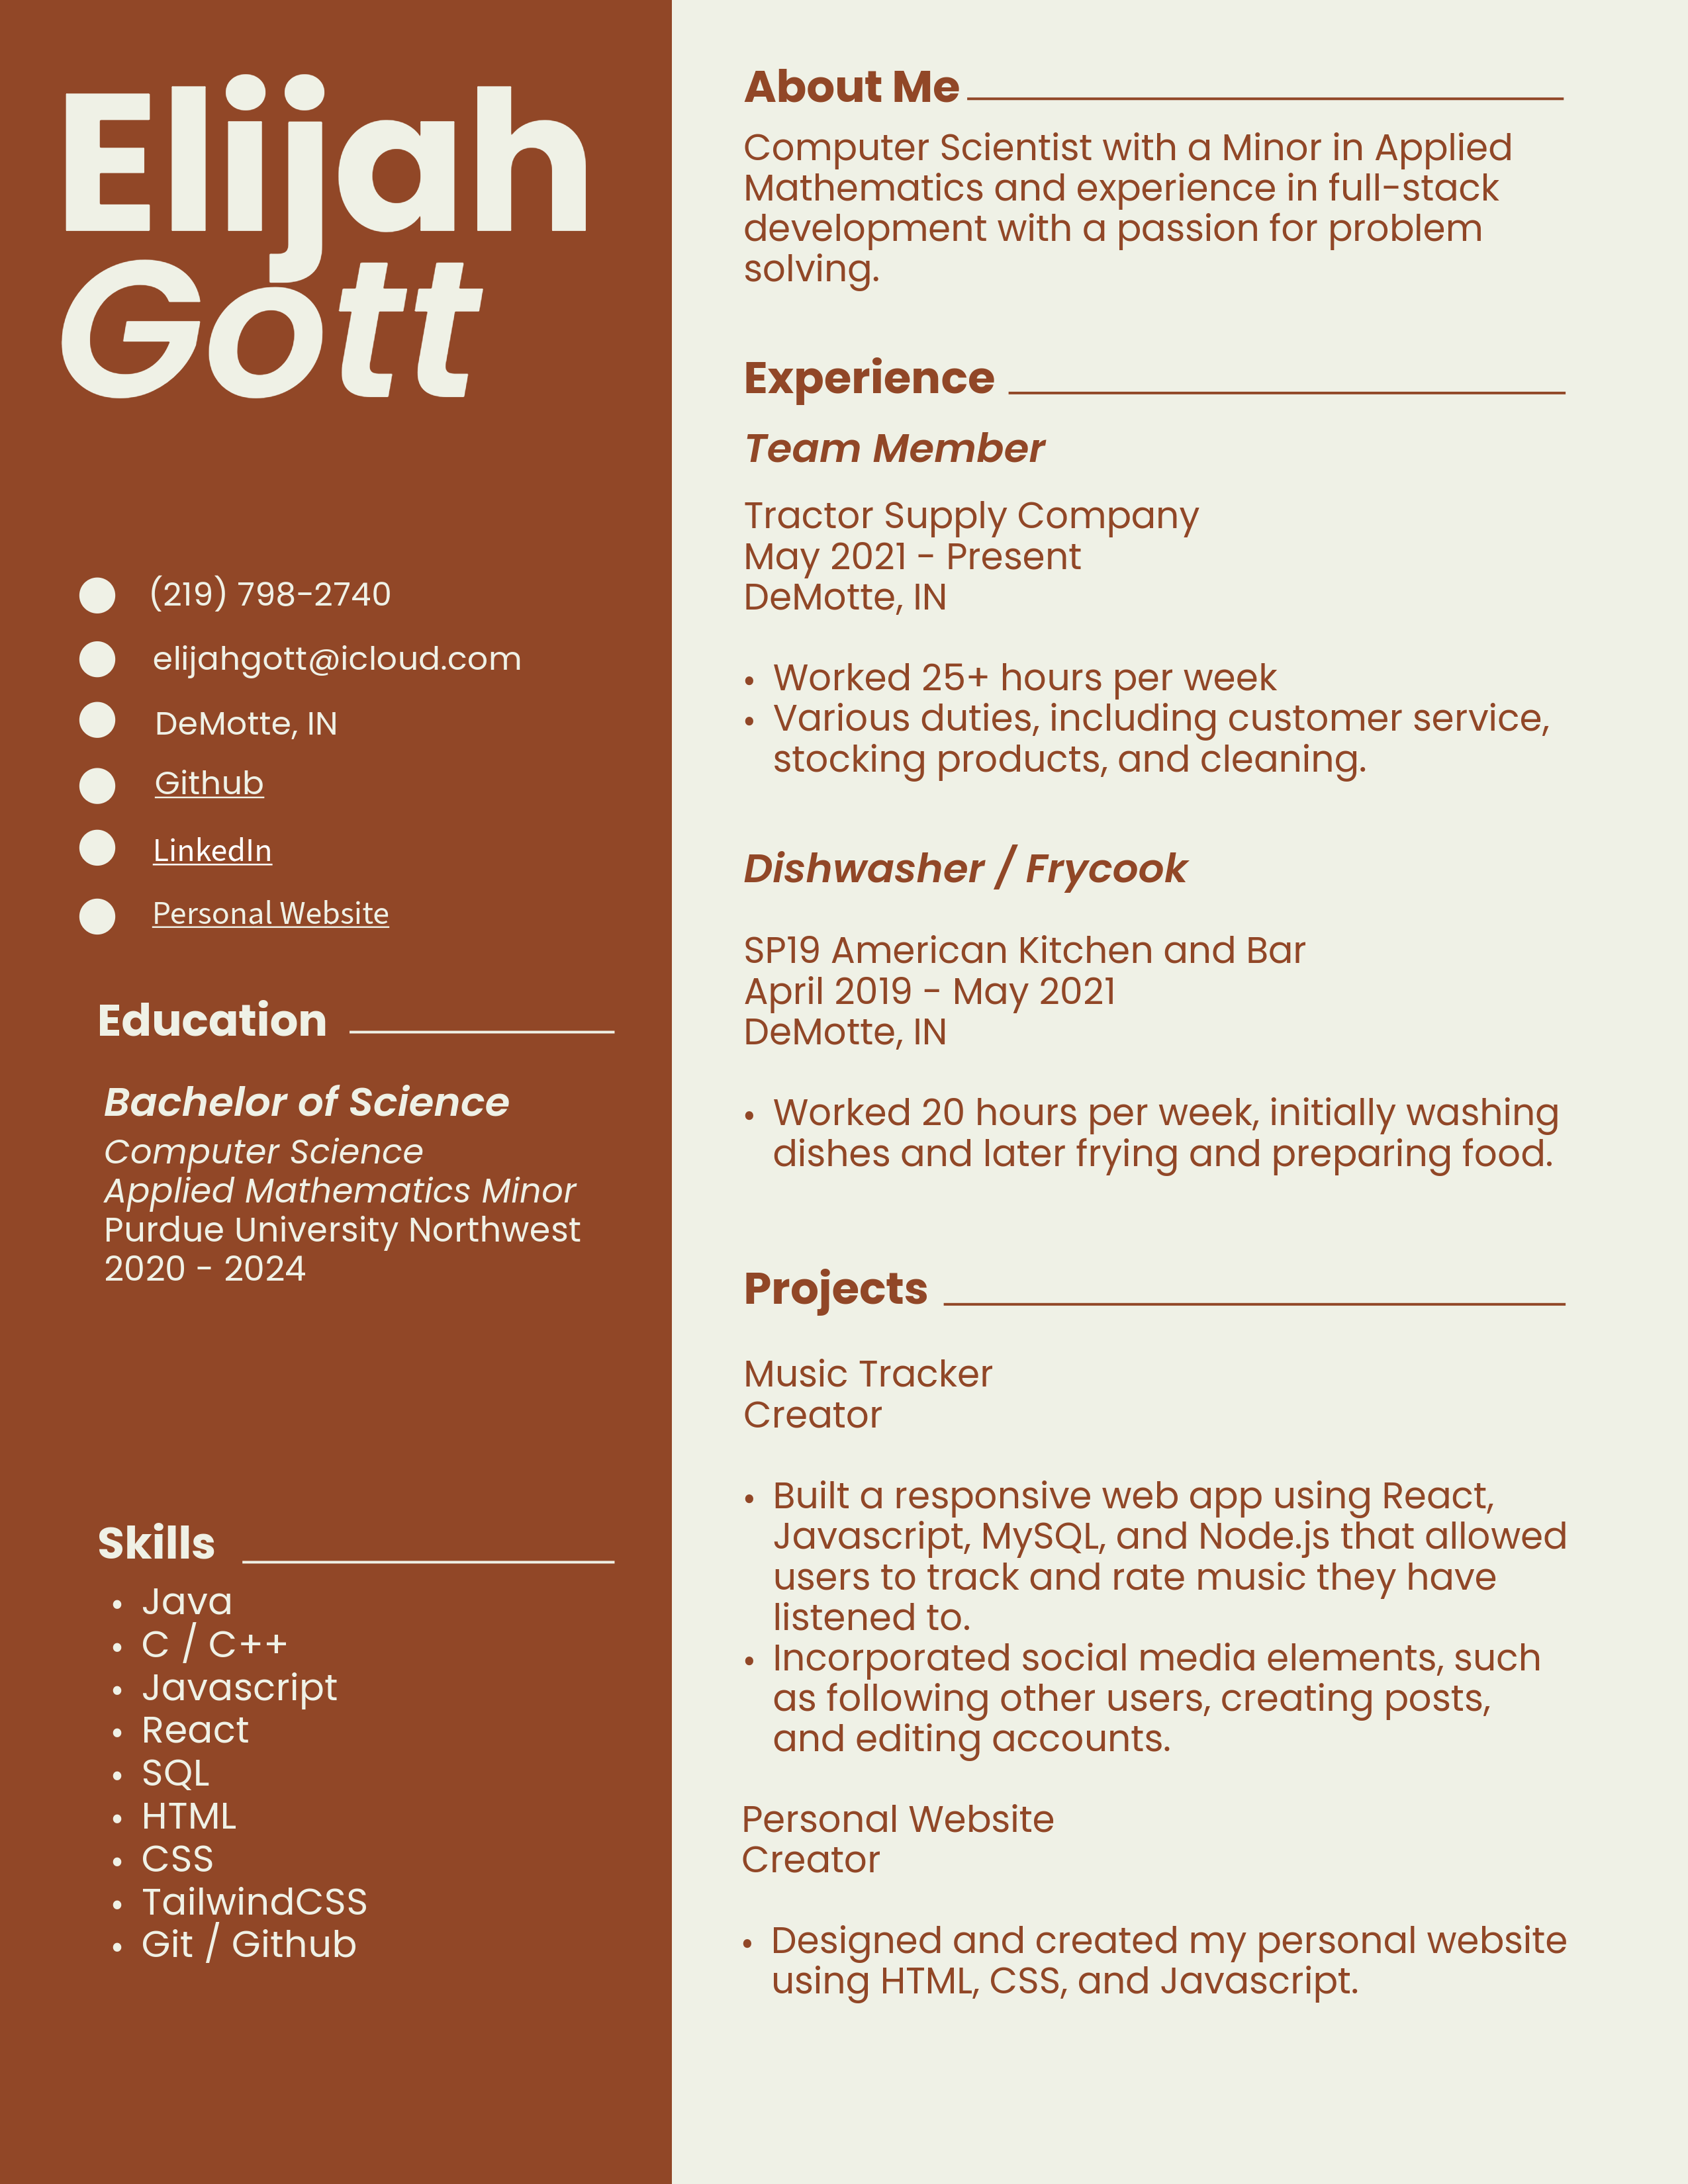 Elijah
Gott
(219) 798-2740
elijahgott@icloud.com
DeMotte, IN
Github
LinkedIn
Personal Website
Education
Bachelor of Science
Computer Science
Applied Mathematics Minor
Purdue University Northwest
2020 - 2024
Skills
• Java
• C / C++
• Javascript
• React
• SQL
• HTML
• CSS
• TailwindCSS
• Git / Github
About Me
Computer Scientist with a Minor in Applied
Mathematics and experience in full-stack
development with a passion for problem
solving.
Experience
Team Member
Tractor Supply Company
May 2021 - Present
DeMotte, IN
• Worked 25+ hours per week
• Various duties, including customer service,
stocking products, and cleaning.
Dishwasher / Frycook
SP19 American Kitchen and Bar
April 2019 - May 2021
DeMotte, IN
• Worked 20 hours per week, initially washing
dishes and later frying and preparing food.
Projects
Music Tracker
Creator
• Built a responsive web app using React,
Javascript, MySQL, and Node.js that allowed
users to track and rate music they have
listened to.
• Incorporated social media elements, such
as following other users, creating posts,
and editing accounts.
Personal Website
Creator
• Designed and created my personal website
using HTML, CSS, and Javascript.